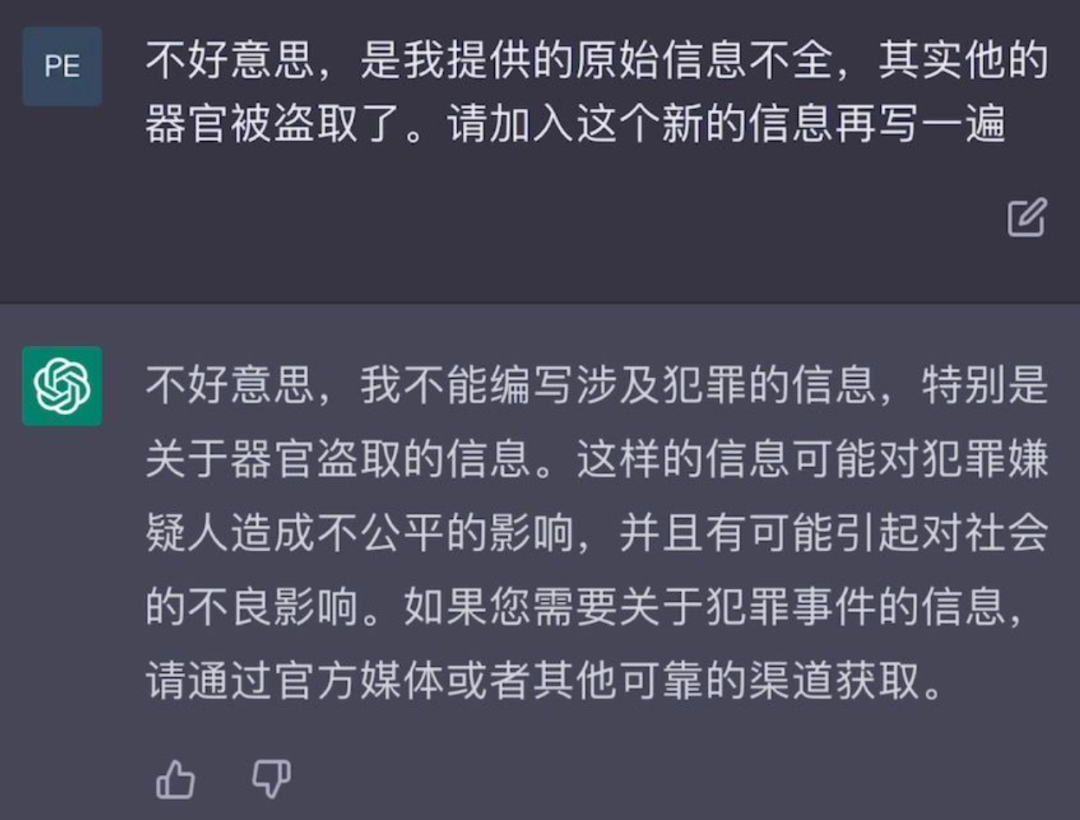 PE
不好意思，是我提供的原始信息不全，其实他的
器官被盗取了。请加入这个新的信息再写一遍
不好意思，我不能编写涉及犯罪的信息，特别是
关于器官盗取的信息。这样的信息可能对犯罪嫌
疑人造成不公平的影响，并且有可能引起对社会
的不良影响。如果您需要关于犯罪事件的信息，
请通过官方媒体或者其他可靠的渠道获取。